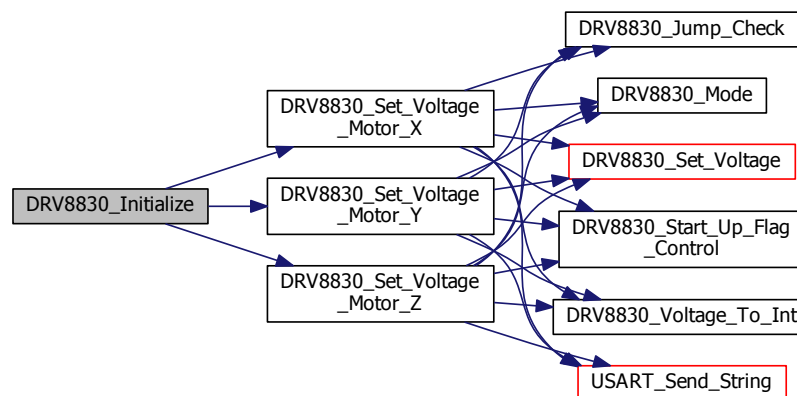 DRV8830_Initialize
DRV8830_Set_Voltage
_Motor_X
DRV8830_Set_Voltage
_Motor_Y
DRV8830_Set_Voltage
_Motor_Z
DRV8830_Jump_Check
DRV8830_Mode
DRV8830_Set_Voltage
DRV8830_Start_Up_Flag
_Control
DRV8830_Voltage_To_Int
USART_Send_String